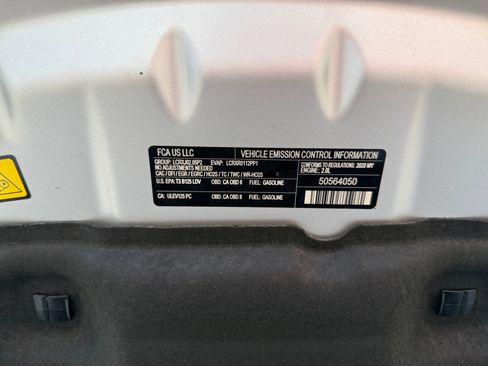 FCA US LLC VEHICLE EMISSION CONTROL INFORMATION
GROUP: LCRXJ02.05P2 EVAP: LCRXR0112PP1 CONFORMS TO REGULATIONS: 2020 MY
NO ADJUSTMENTS NEEDED ENGINE: 2.0L
CAC / DFI / EGR / EGRC / HO2S / TC / TWC / WR-HO2S
U.S. EPA: T3 B125 LDV OBD: CA OBD II FUEL: GASOLINE 50564050
CA: ULEV125 PC OBD: CA OBD II FUEL: GASOLINE